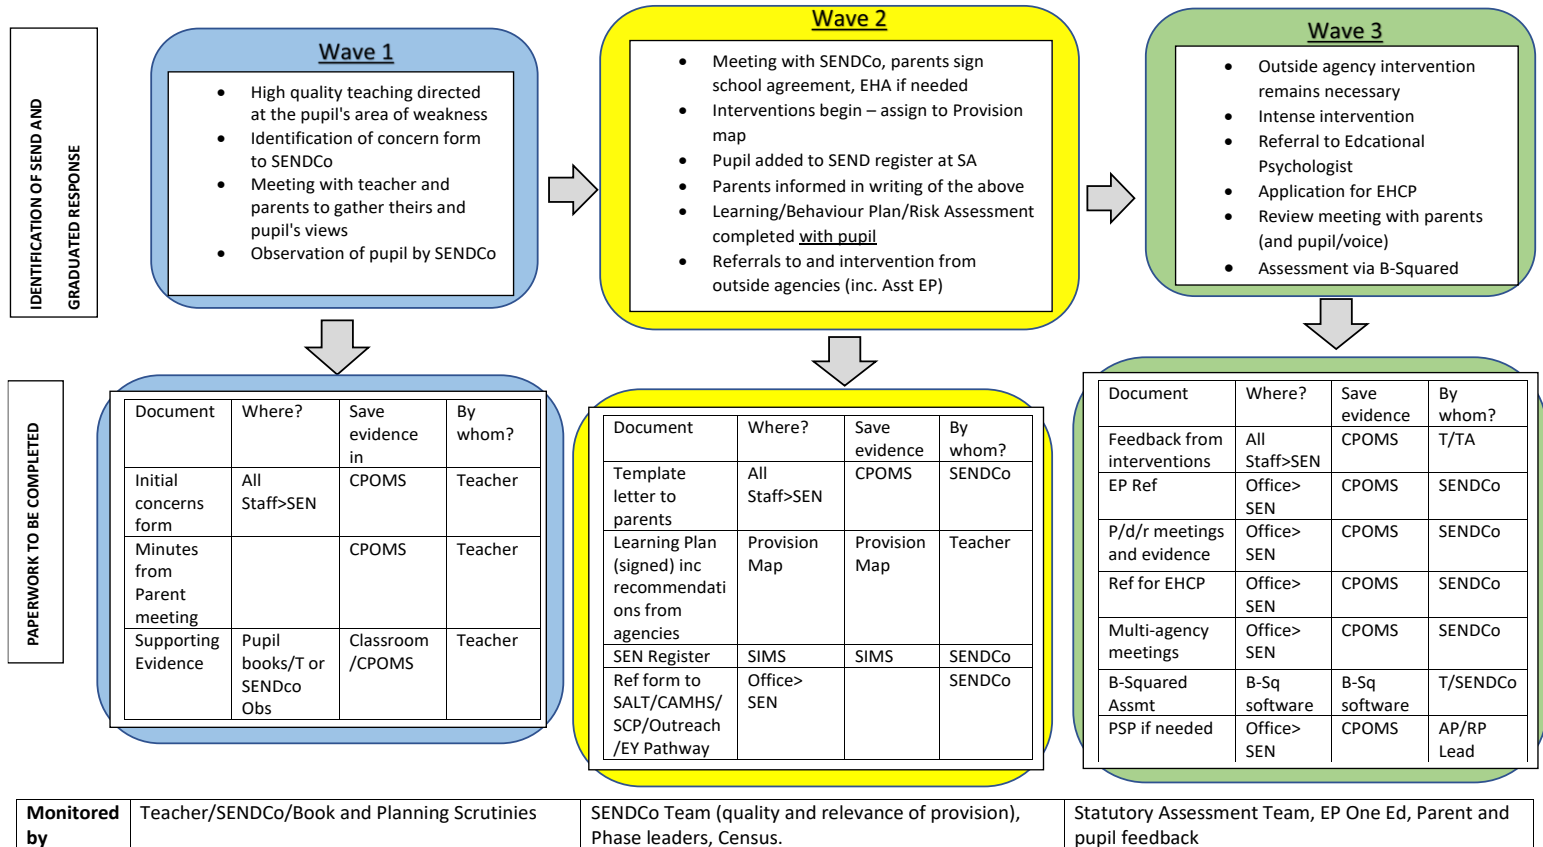 IDENTIFICATION OF SEND AND
GRADUATED RESPONSE
Wave 1
• High quality teaching directed
at the pupil's area of weakness
• Identification of concern form
to SENDCo
• Meeting with teacher and
parents to gather theirs and
pupil's views
• Observation of pupil by SENDCo
Wave 2
• Meeting with SENDCo, parents sign
school agreement, EHA if needed
• Interventions begin – assign to Provision
map
• Pupil added to SEND register at SA
• Parents informed in writing of the above
• Learning/Behaviour Plan/Risk Assessment
completed with pupil
• Referrals to and intervention from
outside agencies (inc. Asst EP)
Wave 3
• Outside agency intervention
remains necessary
• Intense intervention
• Referral to Edcational
Psychologist
• Application for EHCP
• Review meeting with parents
(and pupil/voice)
• Assessment via B-Squared
PAPERWORK TO BE COMPLETED
Document
Where?
Save
evidence
in
By
whom?
Initial
concerns
form
All
Staff>SEN
CPOMS
Teacher
Minutes
from
Parent
meeting
CPOMS
Teacher
Supporting
Evidence
Pupil
books/T or
SENDco
Obs
Classroom
/CPOMS
Teacher
Document
Where?
Save
evidence
By
whom?
Template
letter to
parents
All
Staff>SEN
CPOMS
SENDCo
Learning Plan
(signed) inc
recommendati
ons from
agencies
Provision
Map
Provision
Map
Teacher
SEN Register
SIMS
SIMS
SENDCo
Ref form to
SALT/CAMHS/
SCP/Outreach
/EY Pathway
Office>
SEN
SENDCo
Document
Where?
Save
evidence
By
whom?
Feedback from
interventions
All
Staff>SEN
CPOMS
T/TA
EP Ref
Office>
SEN
CPOMS
SENDCo
P/d/r meetings
and evidence
Office>
SEN
CPOMS
SENDCo
Ref for EHCP
Office>
SEN
CPOMS
SENDCo
Multi-agency
meetings
Office>
SEN
CPOMS
SENDCo
B-Squared
Assmt
B-Sq
software
B-Sq
software
T/SENDCo
PSP if needed
Office>
SEN
CPOMS
AP/RP
Lead
Monitored
by
Teacher/SENDCo/Book and Planning Scrutinies
SENDCo Team (quality and relevance of provision),
Phase leaders, Census.
Statutory Assessment Team, EP One Ed, Parent and
pupil feedback